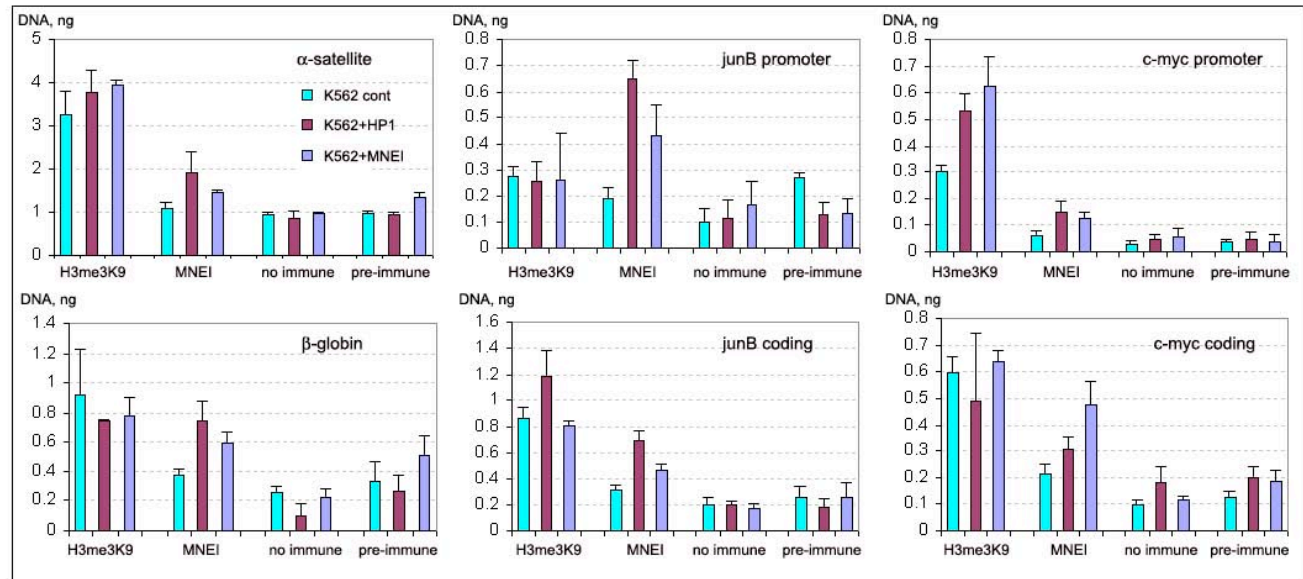 DNA, ng
5
4
3
2
1
0
α-satellite
K562 cont
K562+HP1
K562+MNEI
H3me3K9 MNEI no immune pre-immune
DNA, ng
0.8
0.7
0.6
0.5
0.4
0.3
0.2
0.1
0
junB promoter
H3me3K9 MNEI no immune pre-immune
DNA, ng
0.8
0.7
0.6
0.5
0.4
0.3
0.2
0.1
0
c-myc promoter
H3me3K9 MNEI no immune pre-immune
DNA, ng
1.4
1.2
1
0.8
0.6
0.4
0.2
0
β-globin
H3me3K9 MNEI no immune pre-immune
DNA, ng
1.6
1.4
1.2
1
0.8
0.6
0.4
0.2
0
junB coding
H3me3K9 MNEI no immune pre-immune
DNA, ng
0.8
0.7
0.6
0.5
0.4
0.3
0.2
0.1
0
c-myc coding
H3me3K9 MNEI no immune pre-immune